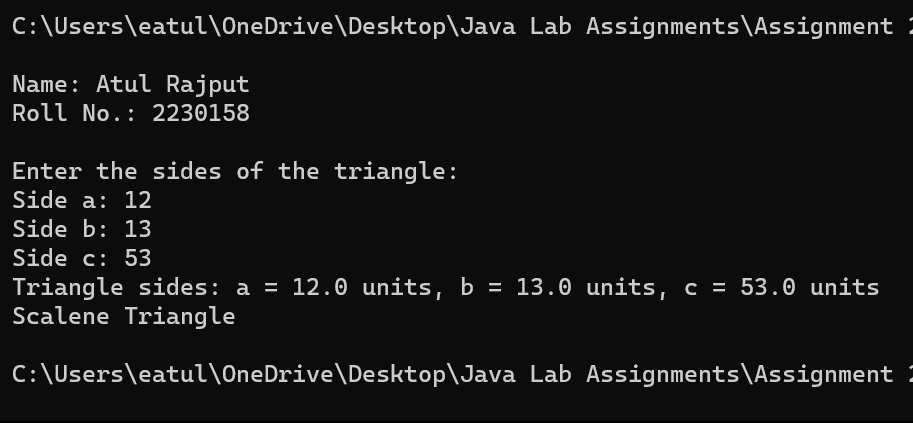 C:\Users\eatul\OneDrive\Desktop\Java Lab Assignments\Assignment 2
Name: Atul Rajput
Roll No.: 2230158
Enter the sides of the triangle:
Side a: 12
Side b: 13
Side c: 53
Triangle sides: a = 12.0 units, b = 13.0 units, c = 53.0 units
Scalene Triangle
C:\Users\eatul\OneDrive\Desktop\Java Lab Assignments\Assignment 2